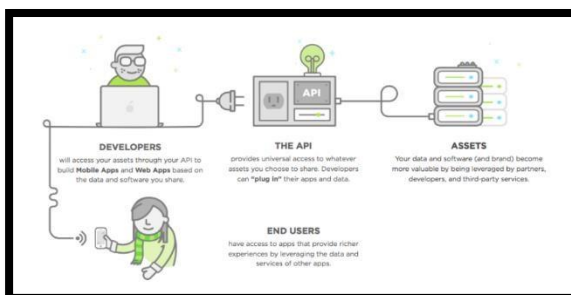 API
DEVELOPERS
will access your assets through your API to
build Mobile Apps and Web Apps based on
the data and software you share.
THE API
provides universal access to whatever
assets you choose to share. Developers
can "plug in" their apps and data.
ASSETS
Your data and software (and brand) become
more valuable by being leveraged by partners,
developers, and third-party services.
END USERS
have access to apps that provide richer
experiences by leveraging the data and
services of other apps.